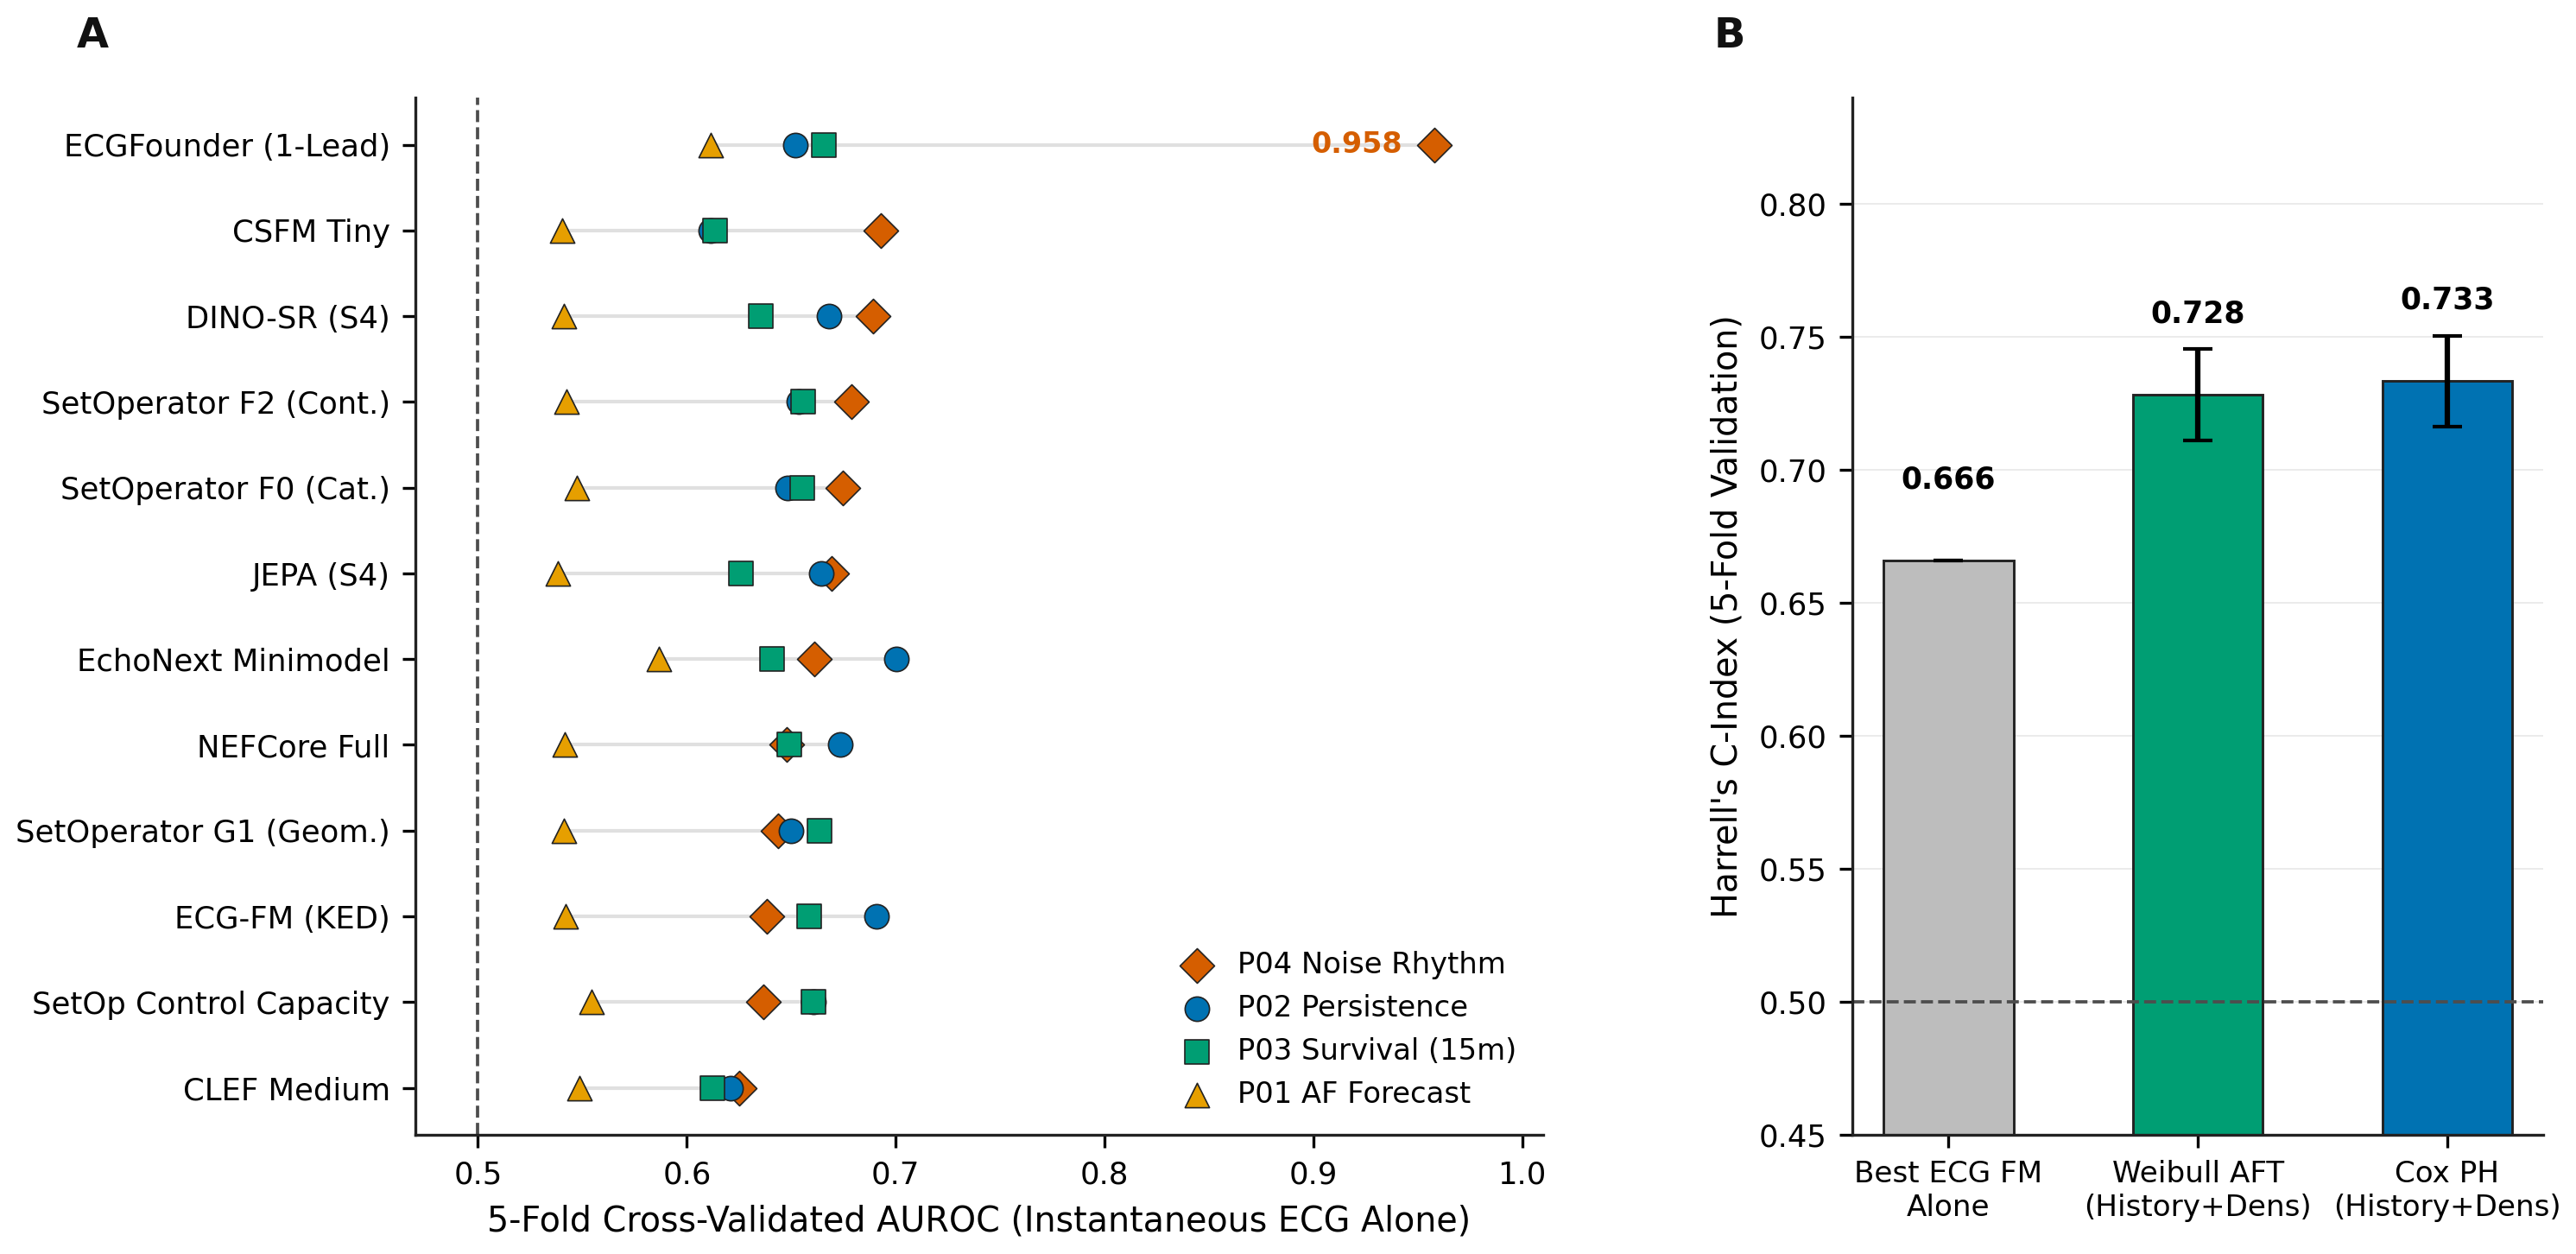 A
ECGFounder (1-Lead)
CSFM Tiny
DINO-SR (S4)
SetOperator F2 (Cont.)
SetOperator F0 (Cat.)
JEPA (S4)
EchoNext Minimodel
NEFCore Full
SetOperator G1 (Geom.)
ECG-FM (KED)
SetOp Control Capacity
CLEF Medium
0.958
P04 Noise Rhythm
P02 Persistence
P03 Survival (15m)
P01 AF Forecast
0.5 0.6 0.7 0.8 0.9 1.0
5-Fold Cross-Validated AUROC (Instantaneous ECG Alone)
B
Harrell's C-Index (5-Fold Validation)
0.80
0.75
0.70
0.65
0.60
0.55
0.50
0.45
0.666
0.728
0.733
Best ECG FM
Alone
Weibull AFT
(History+Dens)
Cox PH
(History+Dens)